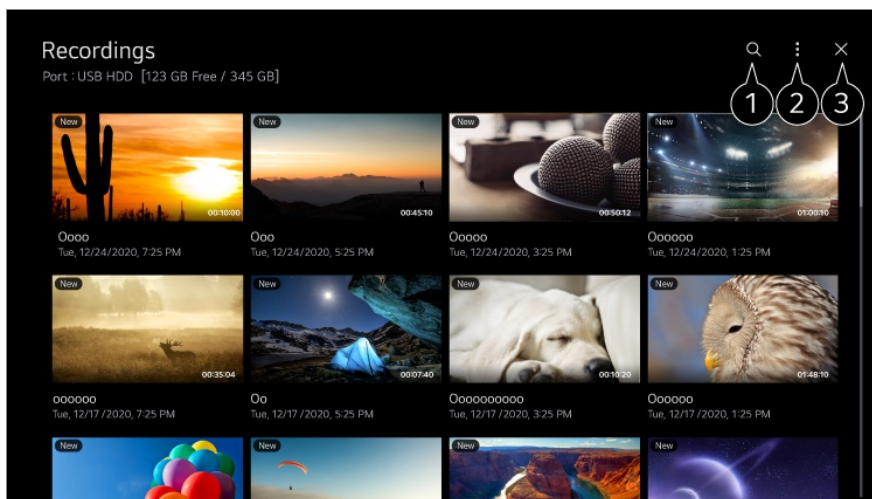 Recordings
Port : USB HDD [123 GB Free / 345 GB]
1 2 3
New New New New
00:10:00 00:45:10 00:50:12 01:00:10
Oooo Ooo Ooooo Oooooo
Tue, 12/24/2020, 7:25 PM Tue, 12/24/2020, 5:25 PM Tue, 12/24/2020, 3:25 PM Tue, 12/24/2020, 1:25 PM
New New New New
00:35:04 00:07:40 00:10:20 01:48:10
oooooo Oo Oooooooooo Oooooo
Tue, 12/17 /2020, 7:25 PM Tue, 12/17 /2020, 5:25 PM Tue, 12/17 /2020, 3:25 PM Tue, 12/17 /2020, 1:25 PM
New New New New